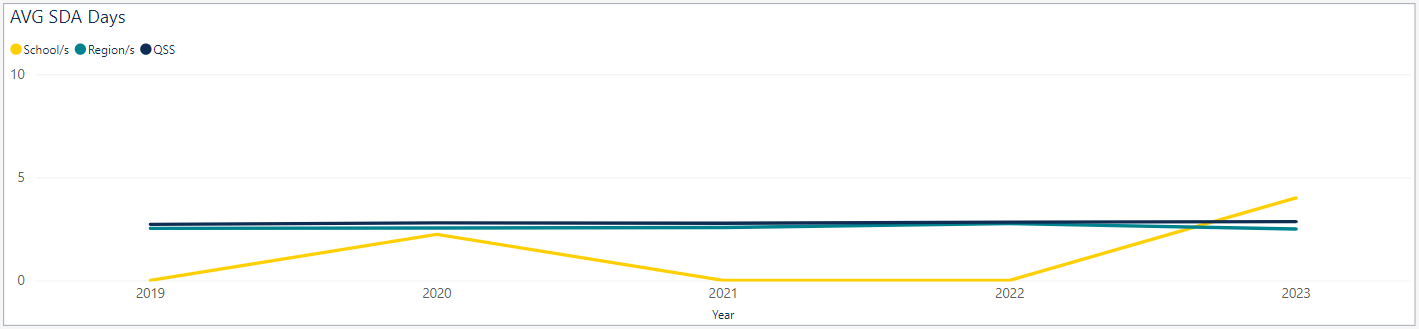 AVG SDA Days
School/s Region/s QSS
10
5
0
2019 2020 2021 2022 2023
Year